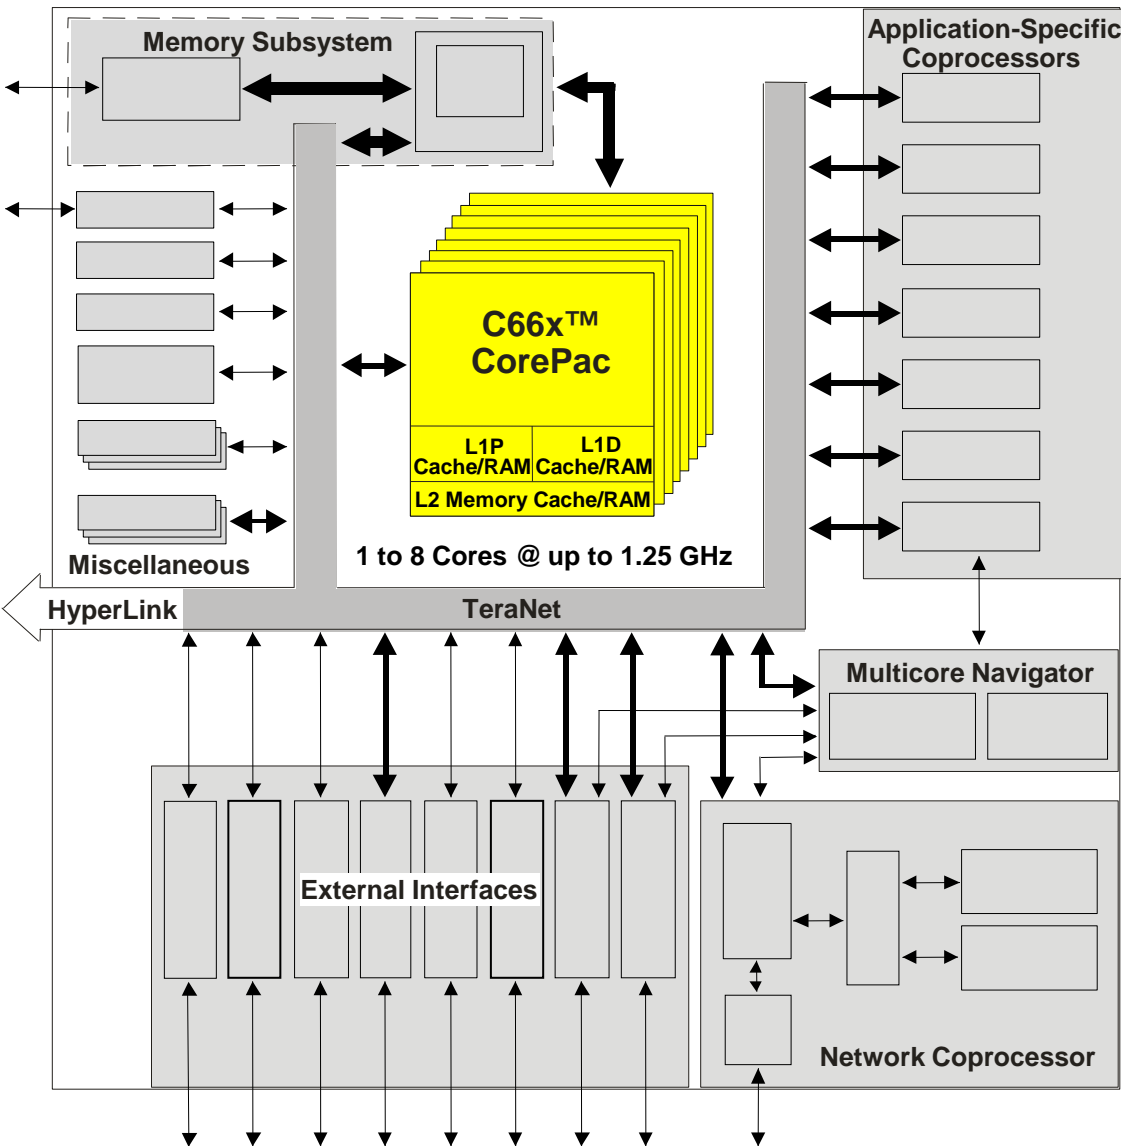 Memory Subsystem
Application-Specific
Coprocessors
C66x™
CorePac
L1P
Cache/RAM
L1D
Cache/RAM
L2 Memory Cache/RAM
1 to 8 Cores @ up to 1.25 GHz
Miscellaneous
HyperLink
TeraNet
Multicore Navigator
External Interfaces
Network Coprocessor